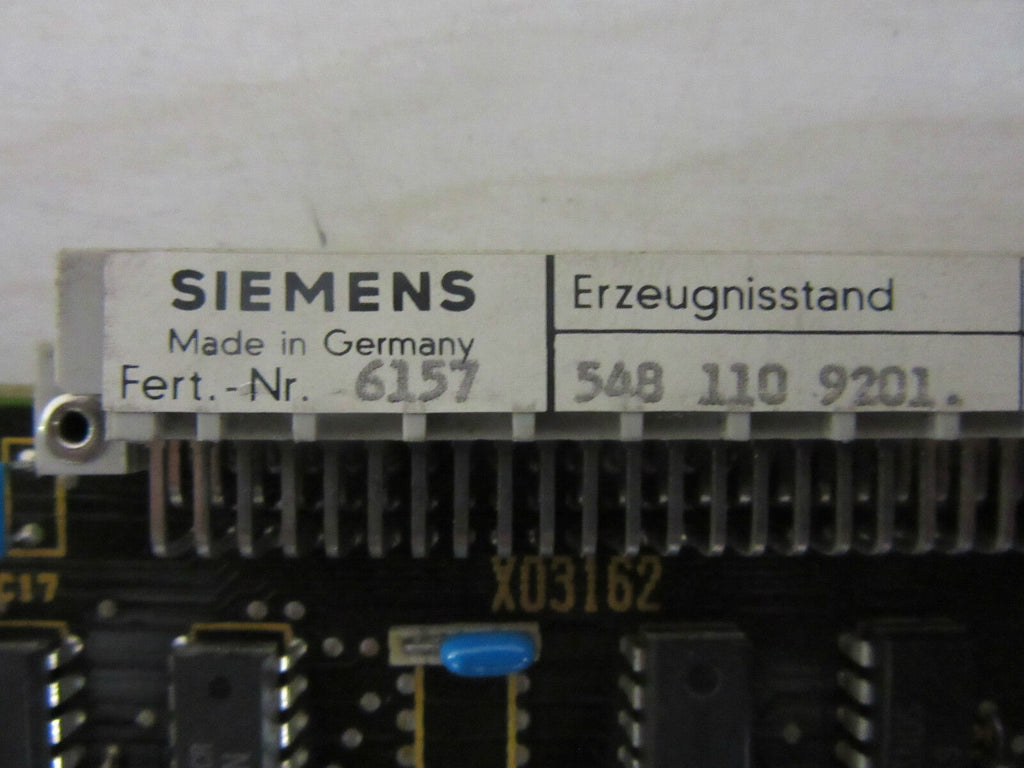 SIEMENS
Made in Germany
Fert.-Nr. 6157
Erzeugnisstand
548 110 9201.
X03162
C17